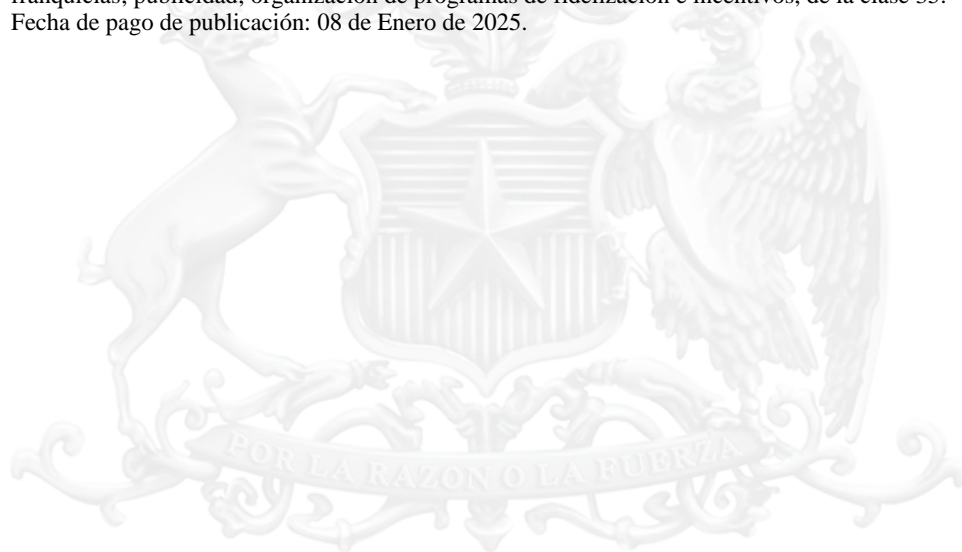 franquicias, publicidad, organización de programas de fidelización e incentivos, de la clase 35.
Fecha de pago de publicación: 08 de Enero de 2025.
POR LA RAZON O LA FUERZA